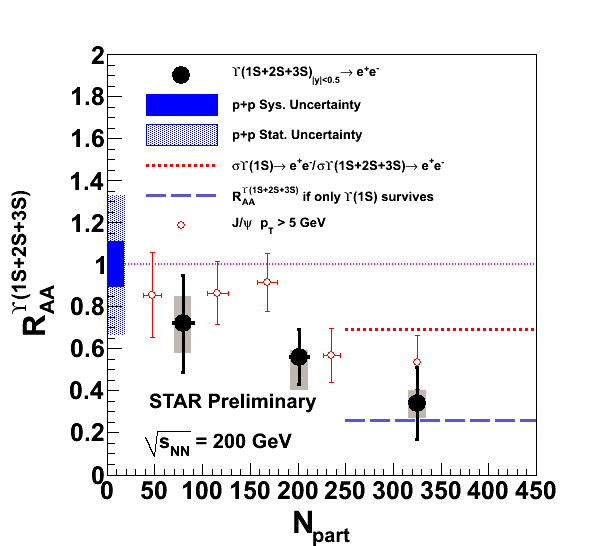 2
1.8
1.6
1.4
1.2
1
0.8
0.6
0.4
0.2
0
R_AA^ϒ(1S+2S+3S)
ϒ(1S+2S+3S)_|y|<0.5 → e⁺e⁻
p+p Sys. Uncertainty
p+p Stat. Uncertainty
σϒ(1S)→ e⁺e⁻/σϒ(1S+2S+3S)→ e⁺e⁻
R_AA^ϒ(1S+2S+3S) if only ϒ(1S) survives
J/ψ p_T > 5 GeV
STAR Preliminary
√s_NN = 200 GeV
0 50 100 150 200 250 300 350 400 450
N_part